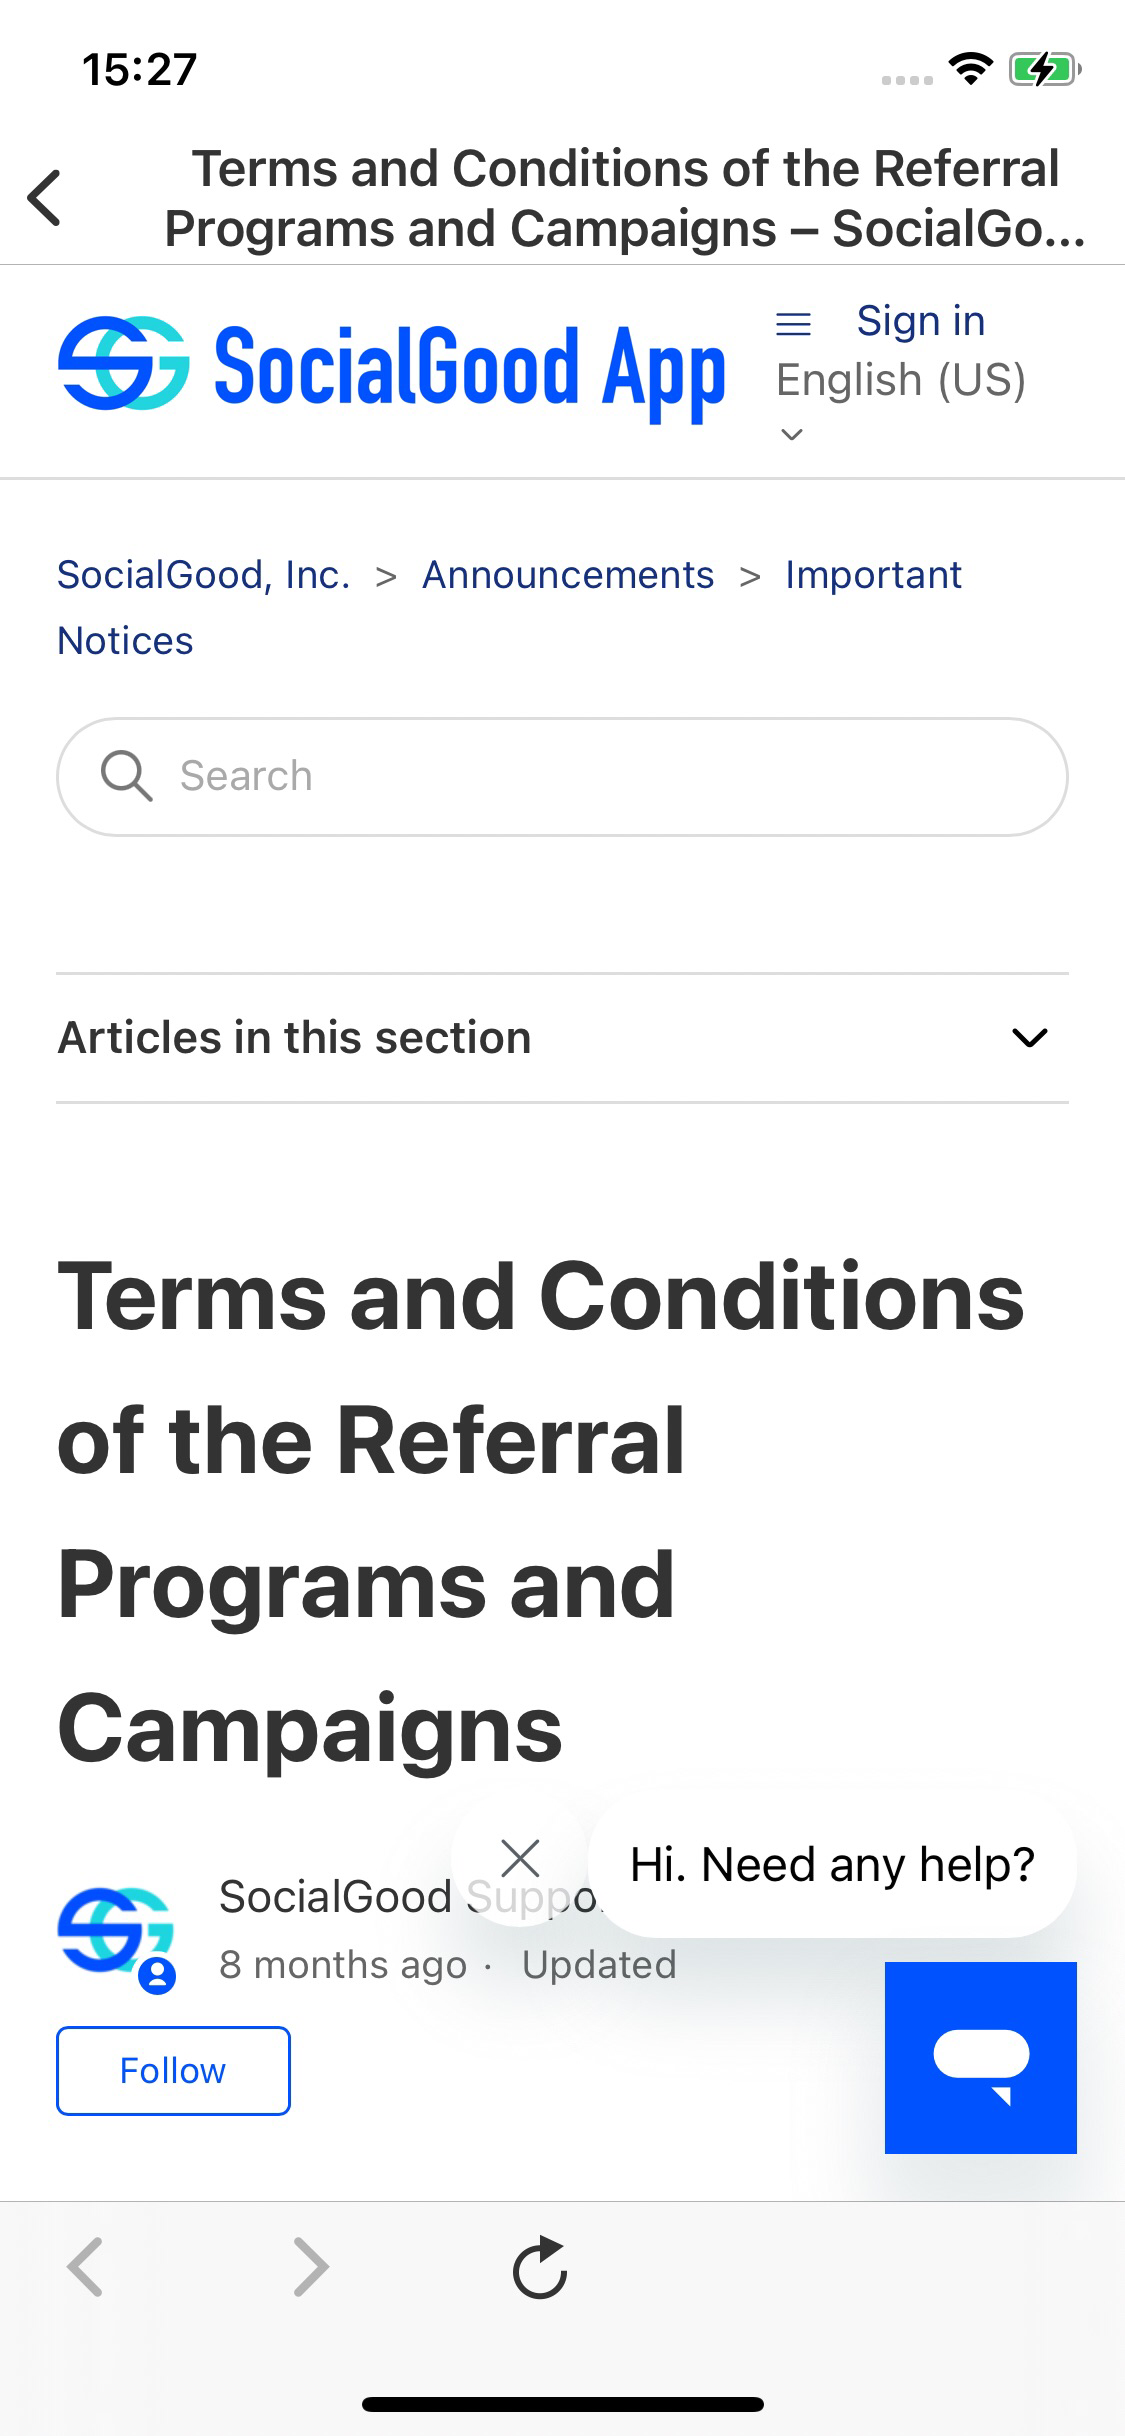 15:27
Terms and Conditions of the Referral
Programs and Campaigns – SocialGo...
SocialGood App
Sign in
English (US)
SocialGood, Inc. > Announcements > Important
Notices
Search
Articles in this section
Terms and Conditions
of the Referral
Programs and
Campaigns
Hi. Need any help?
SocialGood Suppo
8 months ago · Updated
Follow